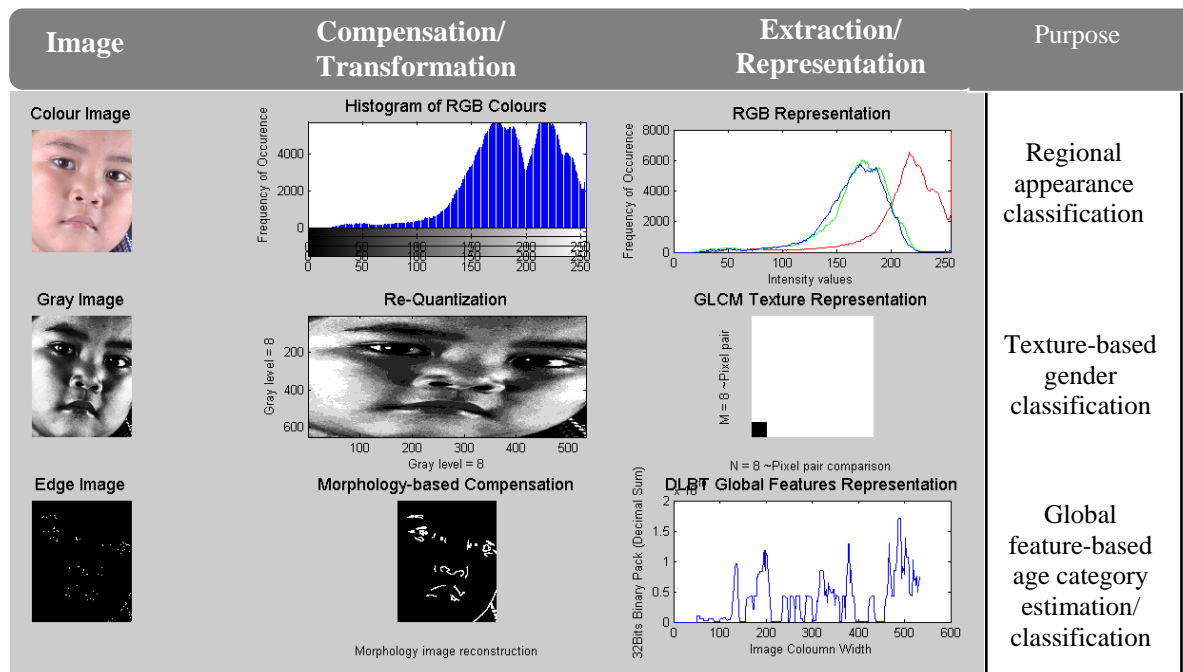 Image
Compensation/
Transformation
Extraction/
Representation
Purpose
Colour Image
Histogram of RGB Colours
Frequency of Occurence
4000
2000
0
0 50 100 150 200 250
RGB Representation
Frequency of Occurence
8000
6000
4000
2000
0
0 50 100 150 200 250
Intensity values
Regional
appearance
classification
Gray Image
Re-Quantization
Gray level = 8
200
400
600
100 200 300 400 500
Gray level = 8
GLCM Texture Representation
M = 8 ~Pixel pair
N = 8 ~Pixel pair comparison
Texture-based
gender
classification
Edge Image
Morphology-based Compensation
Morphology image reconstruction
DLBT Global Features Representation
32Bits Binary Pack (Decimal Sum)
2
1.5
1
0.5
0
0 100 200 300 400 500 600
Image Coloumn Width
Global
feature-based
age category
estimation/
classification